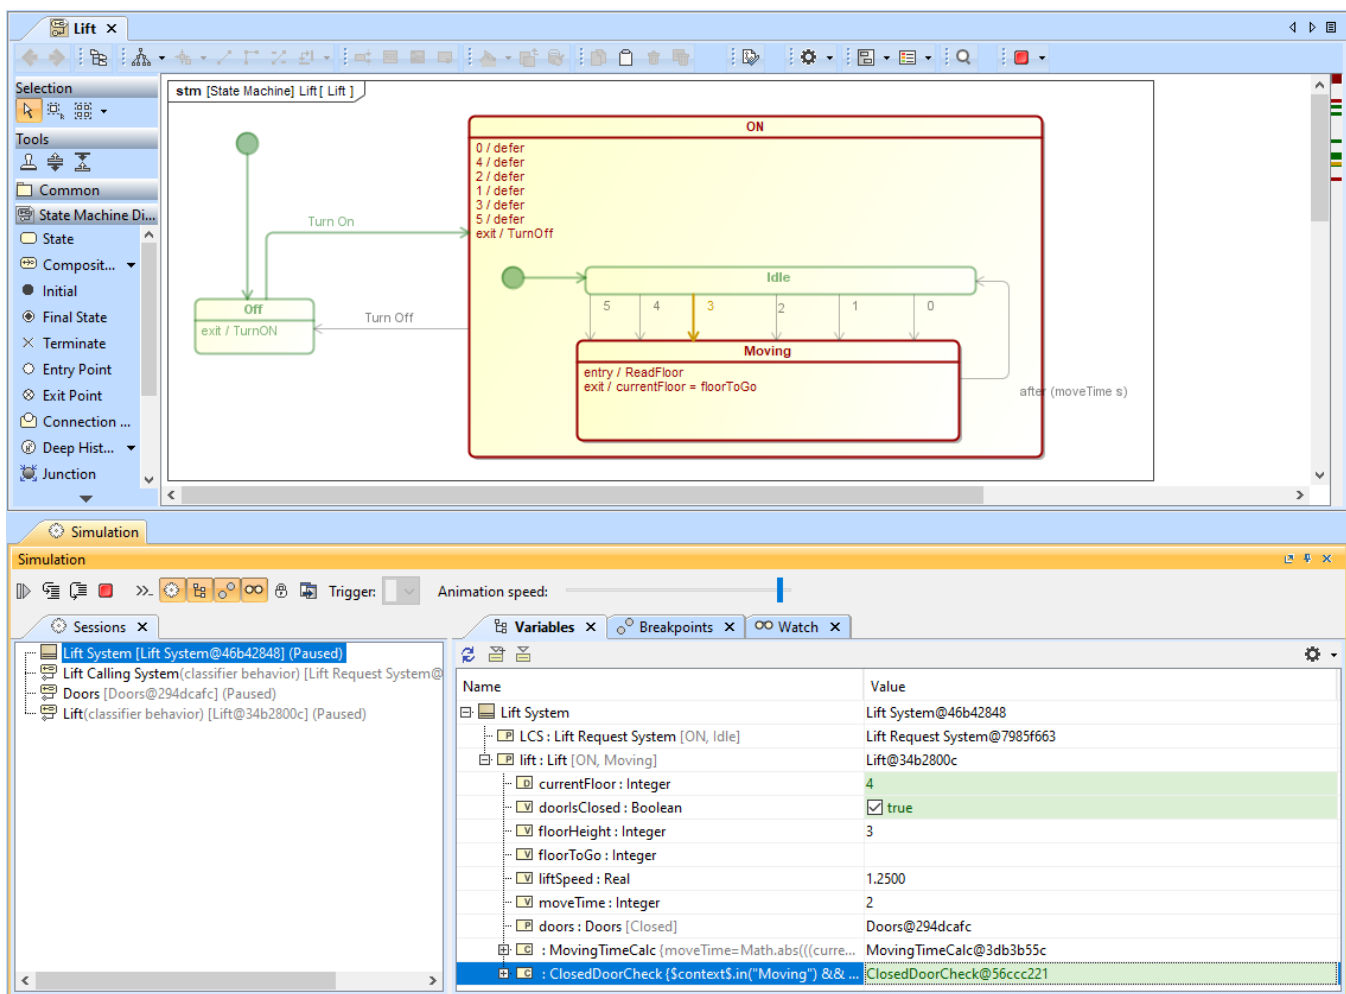 Lift
Selection
Tools
Common
State Machine Di...
State
Composit...
Initial
Final State
Terminate
Entry Point
Exit Point
Connection ...
Deep Hist...
Junction
stm [State Machine] Lift[ Lift ]
ON
0 / defer
4 / defer
2 / defer
1 / defer
3 / defer
5 / defer
exit / TurnOff
Turn On
Idle
5 4 3 2 1 0
Off
exit / TurnON
Turn Off
Moving
entry / ReadFloor
exit / currentFloor = floorToGo
after (moveTime s)
Simulation
Simulation
Trigger:
Animation speed:
Sessions
Lift System [Lift System@46b42848] (Paused)
Lift Calling System(classifier behavior) [Lift Request System@
Doors [Doors@294dcafc] (Paused)
Lift(classifier behavior) [Lift@34b2800c] (Paused)
Variables Breakpoints Watch
Name Value
Lift System Lift System@46b42848
P LCS : Lift Request System [ON, Idle] Lift Request System@7985f663
P lift : Lift [ON, Moving] Lift@34b2800c
D currentFloor : Integer 4
V doorIsClosed : Boolean true
V floorHeight : Integer 3
V floorToGo : Integer
V liftSpeed : Real 1.2500
V moveTime : Integer 2
P doors : Doors [Closed] Doors@294dcafc
C : MovingTimeCalc {moveTime=Math.abs(((curre... MovingTimeCalc@3db3b55c
C : ClosedDoorCheck {$context$.in("Moving") && ... ClosedDoorCheck@56ccc221